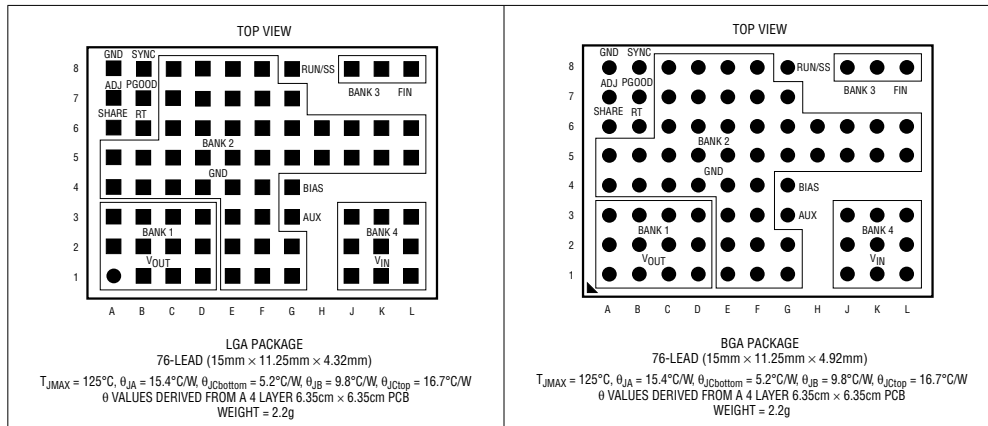 TOP VIEW
GND SYNC
8 RUN/SS
ADJ PGOOD BANK 3 FIN
7
SHARE RT
6
BANK 2
5
GND
4 BIAS
3 AUX
BANK 1 BANK 4
2
VOUT VIN
1
A B C D E F G H J K L
LGA PACKAGE
76-LEAD (15mm × 11.25mm × 4.32mm)
TJMAX = 125°C, θJA = 15.4°C/W, θJCbottom = 5.2°C/W, θJB = 9.8°C/W, θJCtop = 16.7°C/W
θ VALUES DERIVED FROM A 4 LAYER 6.35cm × 6.35cm PCB
WEIGHT = 2.2g
TOP VIEW
GND SYNC
8 RUN/SS
ADJ PGOOD BANK 3 FIN
7
SHARE RT
6
BANK 2
5
GND
4 BIAS
3 AUX
BANK 1 BANK 4
2
VOUT VIN
1
A B C D E F G H J K L
BGA PACKAGE
76-LEAD (15mm × 11.25mm × 4.92mm)
TJMAX = 125°C, θJA = 15.4°C/W, θJCbottom = 5.2°C/W, θJB = 9.8°C/W, θJCtop = 16.7°C/W
θ VALUES DERIVED FROM A 4 LAYER 6.35cm × 6.35cm PCB
WEIGHT = 2.2g